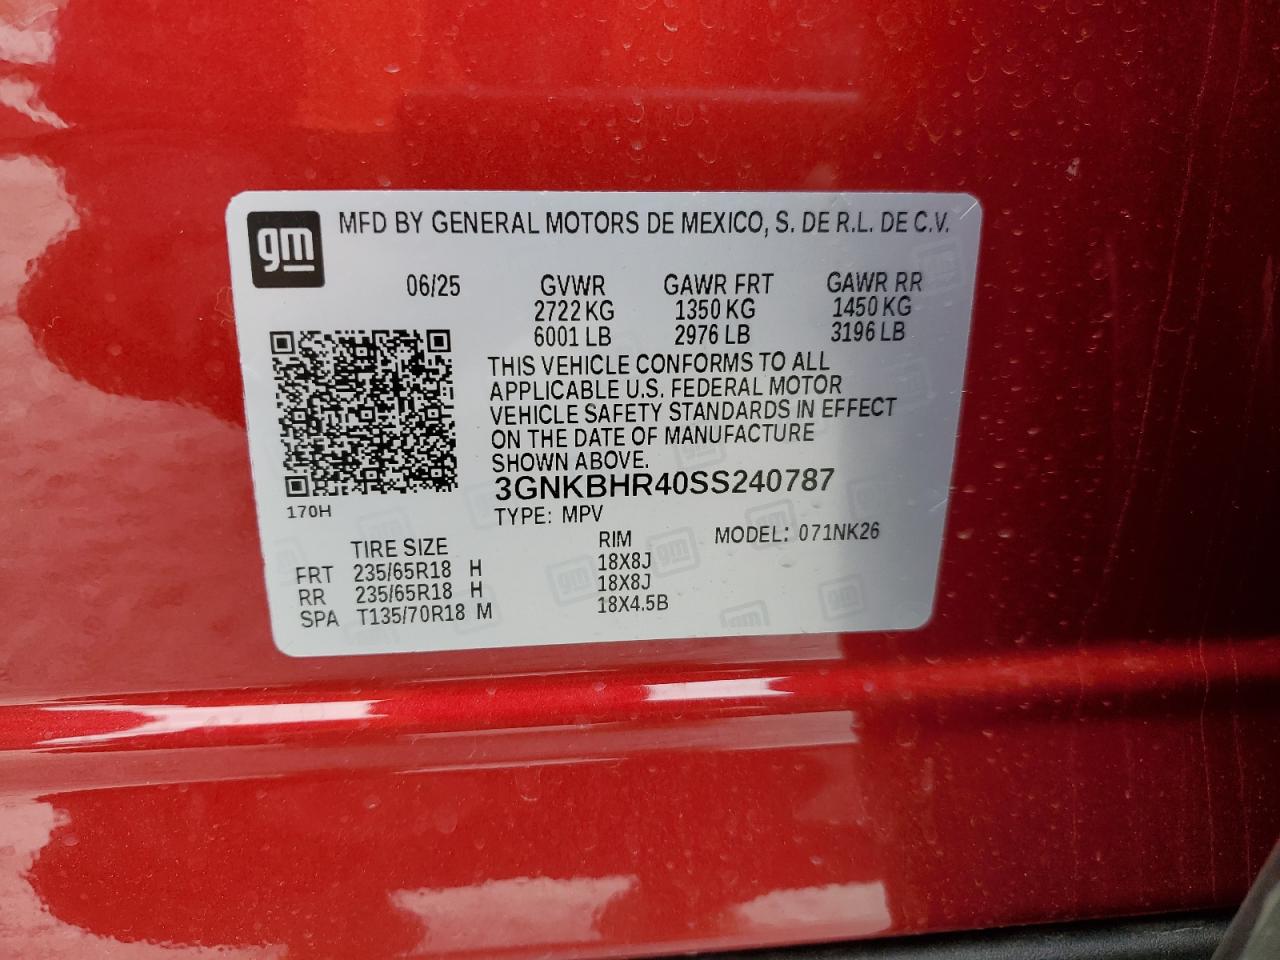 gm
MFD BY GENERAL MOTORS DE MEXICO, S. DE R.L. DE C.V.
06/25 GVWR GAWR FRT GAWR RR
2722 KG 1350 KG 1450 KG
6001 LB 2976 LB 3196 LB
THIS VEHICLE CONFORMS TO ALL
APPLICABLE U.S. FEDERAL MOTOR
VEHICLE SAFETY STANDARDS IN EFFECT
ON THE DATE OF MANUFACTURE
SHOWN ABOVE.
3GNKBHR40SS240787
170H
TYPE: MPV
MODEL: 071NK26
TIRE SIZE RIM
FRT 235/65R18 H 18X8J
RR 235/65R18 H 18X8J
SPA T135/70R18 M 18X4.5B